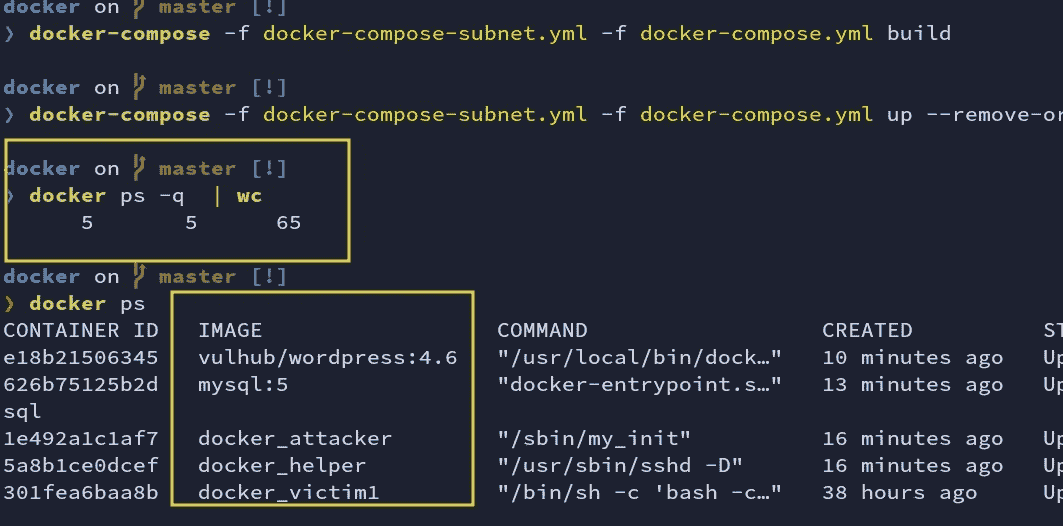 docker on master [!]
❯ docker-compose -f docker-compose-subnet.yml -f docker-compose.yml build
docker on master [!]
❯ docker-compose -f docker-compose-subnet.yml -f docker-compose.yml up --remove-or
docker on master [!]
❯ docker ps -q | wc
5 5 65
docker on master [!]
❯ docker ps
CONTAINER ID IMAGE COMMAND CREATED ST
e18b21506345 vulhub/wordpress:4.6 "/usr/local/bin/dock…" 10 minutes ago Up
626b75125b2d mysql:5 "docker-entrypoint.s…" 13 minutes ago Up
sql
1e492a1c1af7 docker_attacker "/sbin/my_init" 16 minutes ago Up
5a8b1ce0dcef docker_helper "/usr/sbin/sshd -D" 16 minutes ago Up
301fea6baa8b docker_victim1 "/bin/sh -c 'bash -c…" 38 hours ago Up